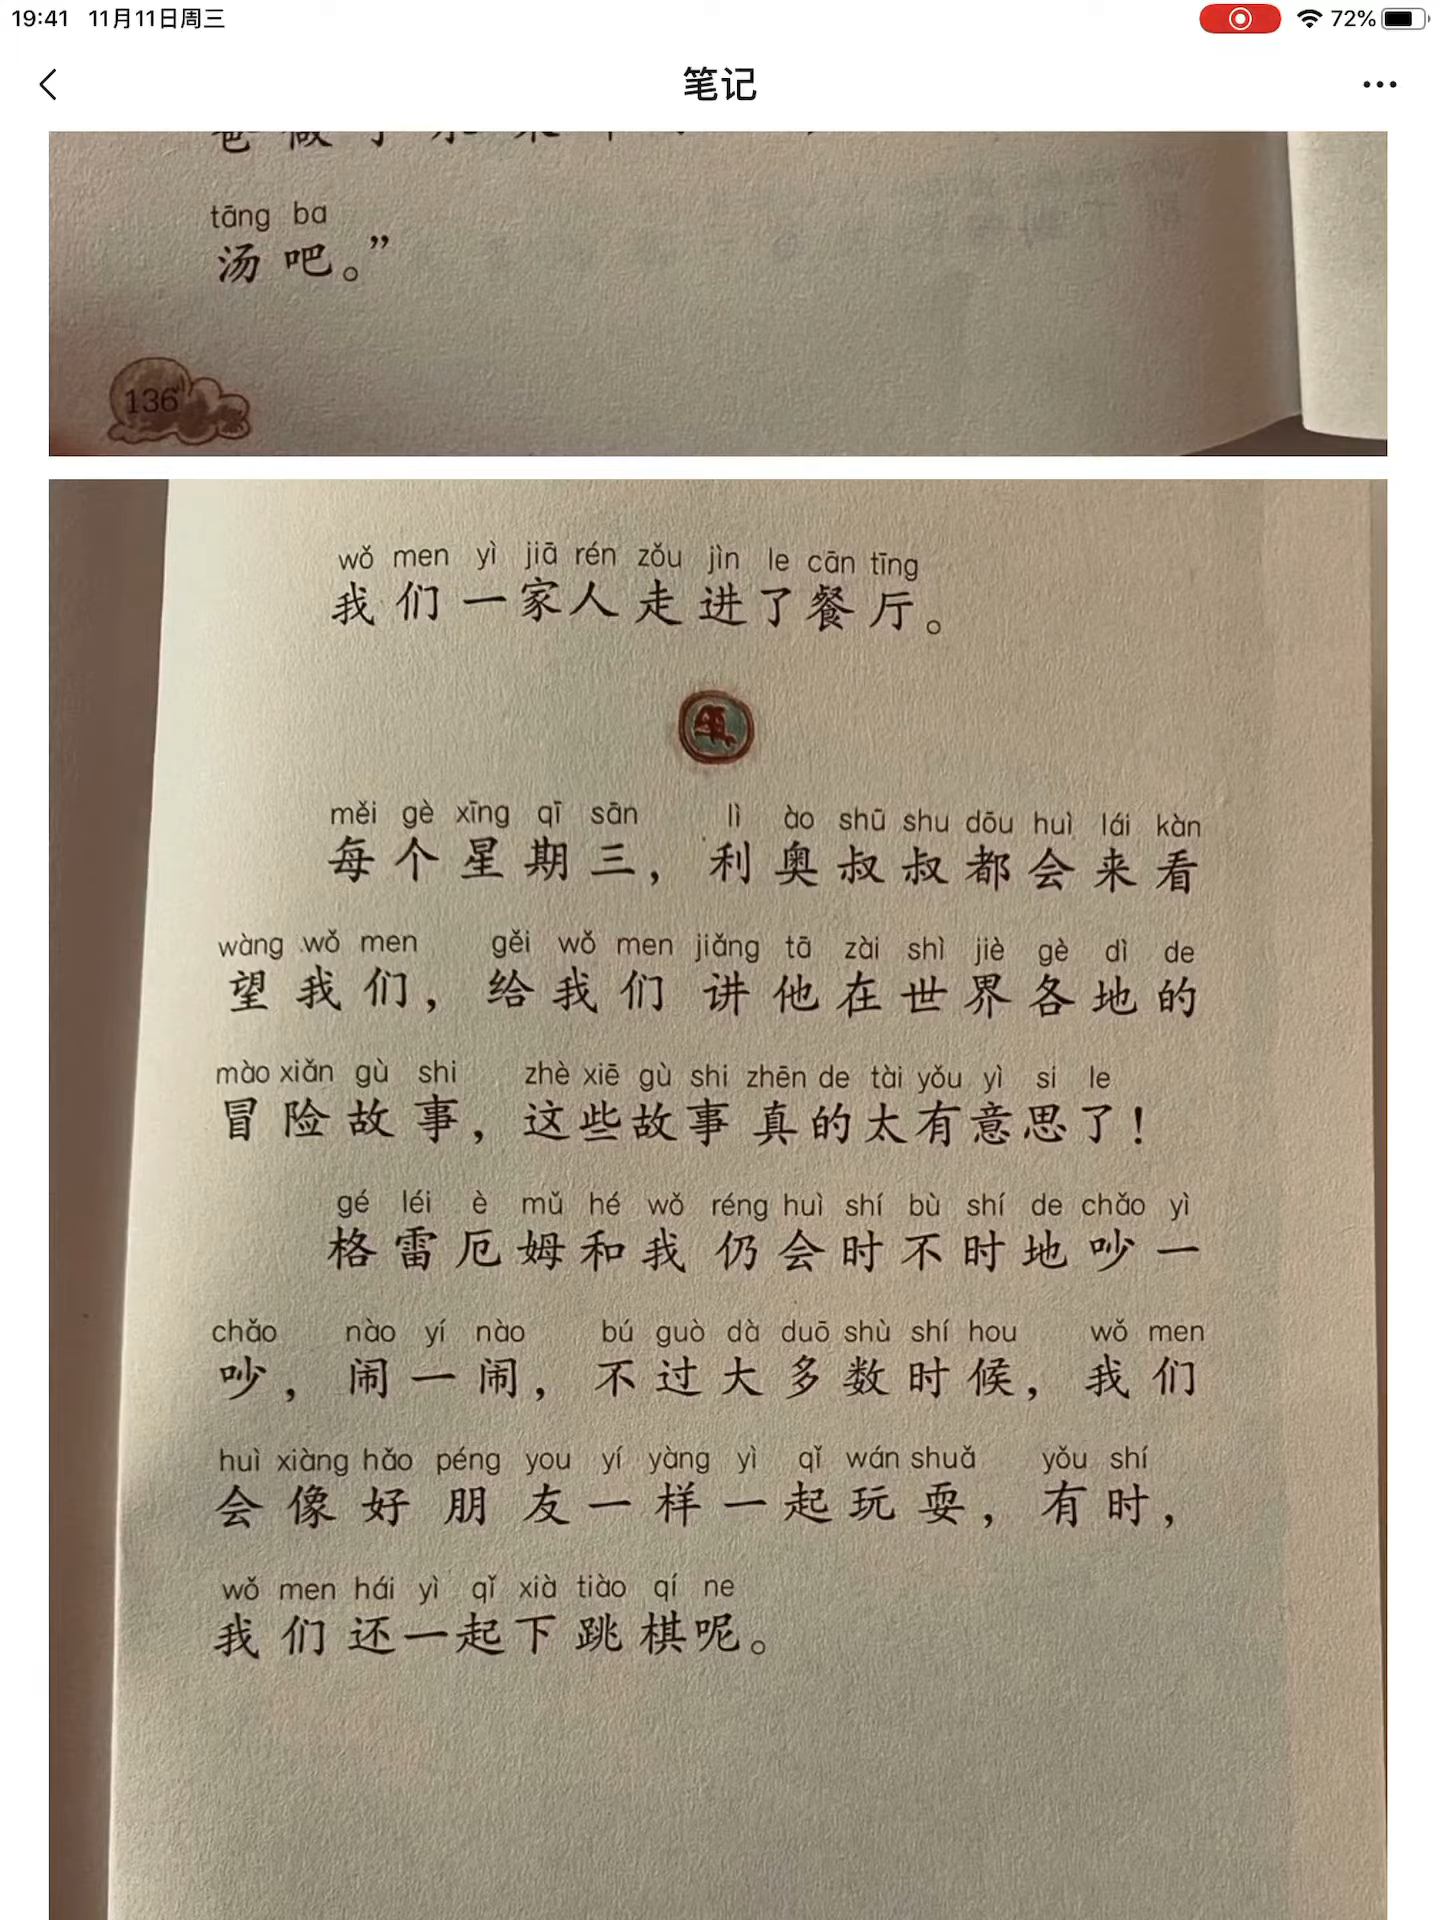 19:41 11月11日周三
72%
笔记
tāng ba
汤吧。”
136
wǒ men yì jiā rén zǒu jìn le cān tīng
我们一家人走进了餐厅。
měi gè xīng qī sān lì ào shū shu dōu huì lái kàn
每个星期三，利奥叔叔都会来看
wàng wǒ men gěi wǒ men jiǎng tā zài shì jiè gè dì de
望我们，给我们讲他在世界各地的
mào xiǎn gù shi zhè xiē gù shi zhēn de tài yǒu yì si le
冒险故事，这些故事真的太有意思了！
gé léi è mǔ hé wǒ réng huì shí bù shí de chǎo yì
格雷厄姆和我仍会时不时地吵一
chǎo nào yí nào bú guò dà duō shù shí hou wǒ men
吵，闹一闹，不过大多数时候，我们
huì xiàng hǎo péng you yí yàng yì qǐ wán shuǎ yǒu shí
会像好朋友一样一起玩耍，有时，
wǒ men hái yì qǐ xià tiào qí ne
我们还一起下跳棋呢。